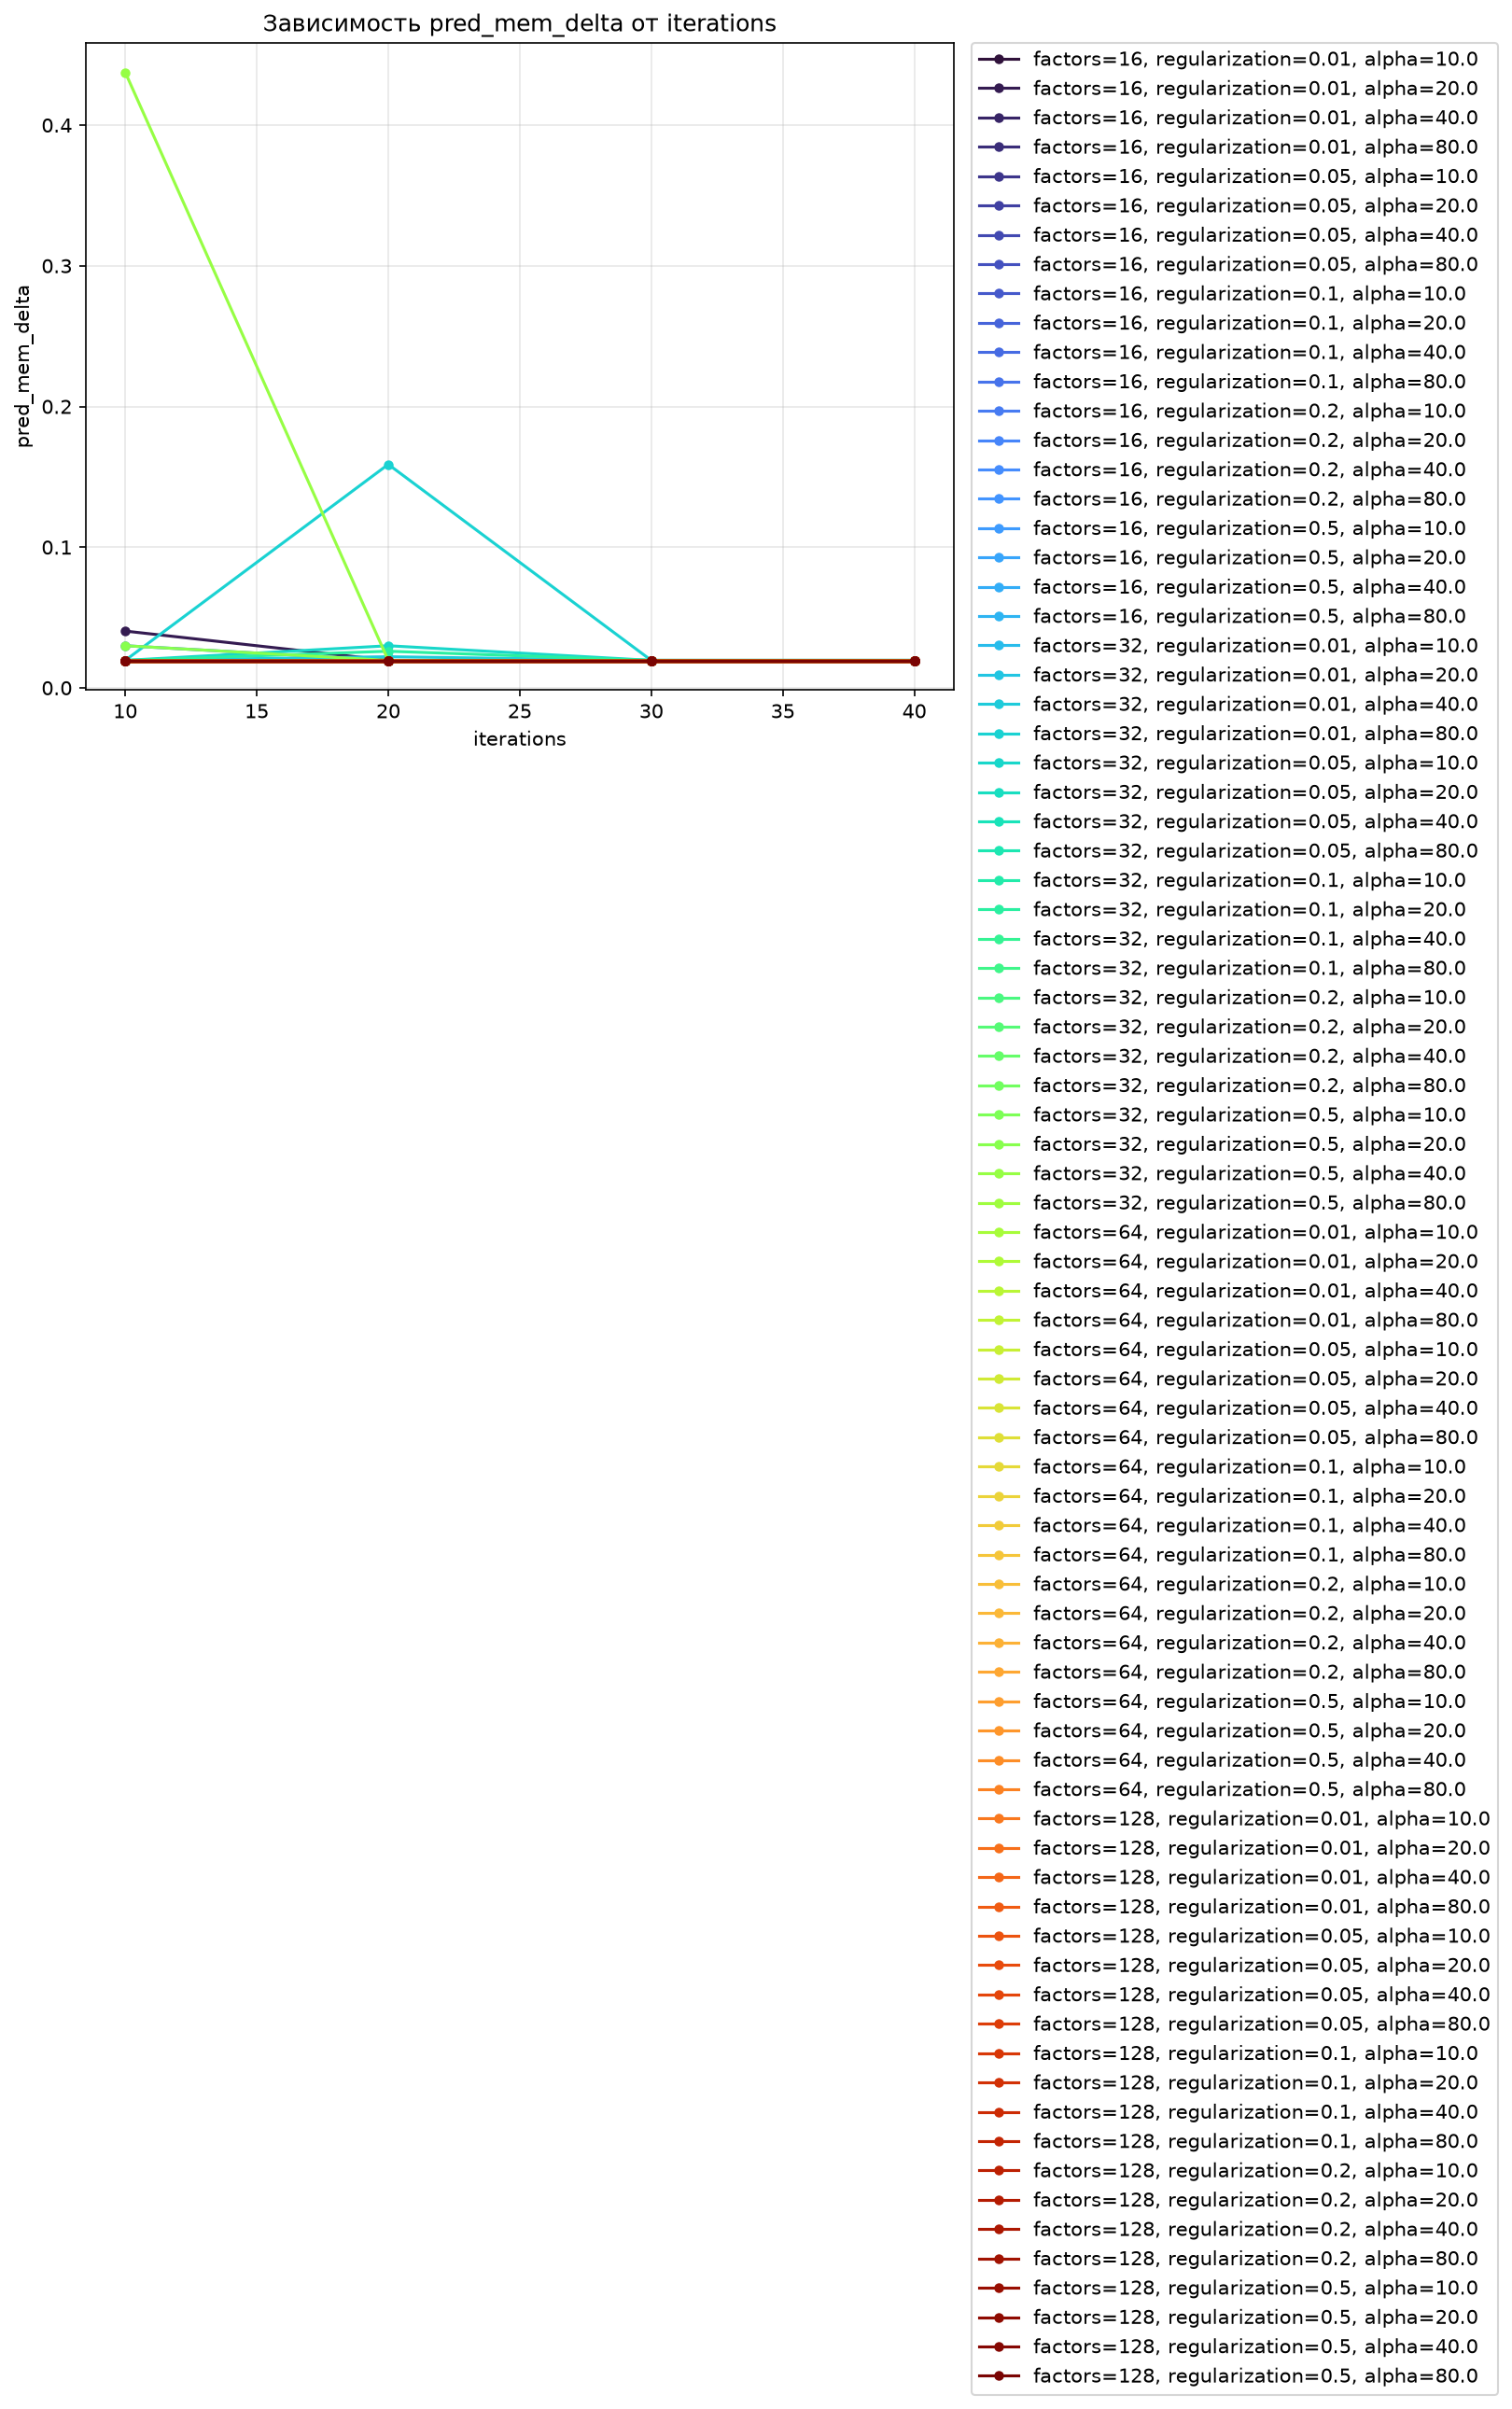 Зависимость pred_mem_delta от iterations
pred_mem_delta
0.4
0.3
0.2
0.1
0.0
10 15 20 25 30 35 40
iterations
factors=16, regularization=0.01, alpha=10.0
factors=16, regularization=0.01, alpha=20.0
factors=16, regularization=0.01, alpha=40.0
factors=16, regularization=0.01, alpha=80.0
factors=16, regularization=0.05, alpha=10.0
factors=16, regularization=0.05, alpha=20.0
factors=16, regularization=0.05, alpha=40.0
factors=16, regularization=0.05, alpha=80.0
factors=16, regularization=0.1, alpha=10.0
factors=16, regularization=0.1, alpha=20.0
factors=16, regularization=0.1, alpha=40.0
factors=16, regularization=0.1, alpha=80.0
factors=16, regularization=0.2, alpha=10.0
factors=16, regularization=0.2, alpha=20.0
factors=16, regularization=0.2, alpha=40.0
factors=16, regularization=0.2, alpha=80.0
factors=16, regularization=0.5, alpha=10.0
factors=16, regularization=0.5, alpha=20.0
factors=16, regularization=0.5, alpha=40.0
factors=16, regularization=0.5, alpha=80.0
factors=32, regularization=0.01, alpha=10.0
factors=32, regularization=0.01, alpha=20.0
factors=32, regularization=0.01, alpha=40.0
factors=32, regularization=0.01, alpha=80.0
factors=32, regularization=0.05, alpha=10.0
factors=32, regularization=0.05, alpha=20.0
factors=32, regularization=0.05, alpha=40.0
factors=32, regularization=0.05, alpha=80.0
factors=32, regularization=0.1, alpha=10.0
factors=32, regularization=0.1, alpha=20.0
factors=32, regularization=0.1, alpha=40.0
factors=32, regularization=0.1, alpha=80.0
factors=32, regularization=0.2, alpha=10.0
factors=32, regularization=0.2, alpha=20.0
factors=32, regularization=0.2, alpha=40.0
factors=32, regularization=0.2, alpha=80.0
factors=32, regularization=0.5, alpha=10.0
factors=32, regularization=0.5, alpha=20.0
factors=32, regularization=0.5, alpha=40.0
factors=32, regularization=0.5, alpha=80.0
factors=64, regularization=0.01, alpha=10.0
factors=64, regularization=0.01, alpha=20.0
factors=64, regularization=0.01, alpha=40.0
factors=64, regularization=0.01, alpha=80.0
factors=64, regularization=0.05, alpha=10.0
factors=64, regularization=0.05, alpha=20.0
factors=64, regularization=0.05, alpha=40.0
factors=64, regularization=0.05, alpha=80.0
factors=64, regularization=0.1, alpha=10.0
factors=64, regularization=0.1, alpha=20.0
factors=64, regularization=0.1, alpha=40.0
factors=64, regularization=0.1, alpha=80.0
factors=64, regularization=0.2, alpha=10.0
factors=64, regularization=0.2, alpha=20.0
factors=64, regularization=0.2, alpha=40.0
factors=64, regularization=0.2, alpha=80.0
factors=64, regularization=0.5, alpha=10.0
factors=64, regularization=0.5, alpha=20.0
factors=64, regularization=0.5, alpha=40.0
factors=64, regularization=0.5, alpha=80.0
factors=128, regularization=0.01, alpha=10.0
factors=128, regularization=0.01, alpha=20.0
factors=128, regularization=0.01, alpha=40.0
factors=128, regularization=0.01, alpha=80.0
factors=128, regularization=0.05, alpha=10.0
factors=128, regularization=0.05, alpha=20.0
factors=128, regularization=0.05, alpha=40.0
factors=128, regularization=0.05, alpha=80.0
factors=128, regularization=0.1, alpha=10.0
factors=128, regularization=0.1, alpha=20.0
factors=128, regularization=0.1, alpha=40.0
factors=128, regularization=0.1, alpha=80.0
factors=128, regularization=0.2, alpha=10.0
factors=128, regularization=0.2, alpha=20.0
factors=128, regularization=0.2, alpha=40.0
factors=128, regularization=0.2, alpha=80.0
factors=128, regularization=0.5, alpha=10.0
factors=128, regularization=0.5, alpha=20.0
factors=128, regularization=0.5, alpha=40.0
factors=128, regularization=0.5, alpha=80.0